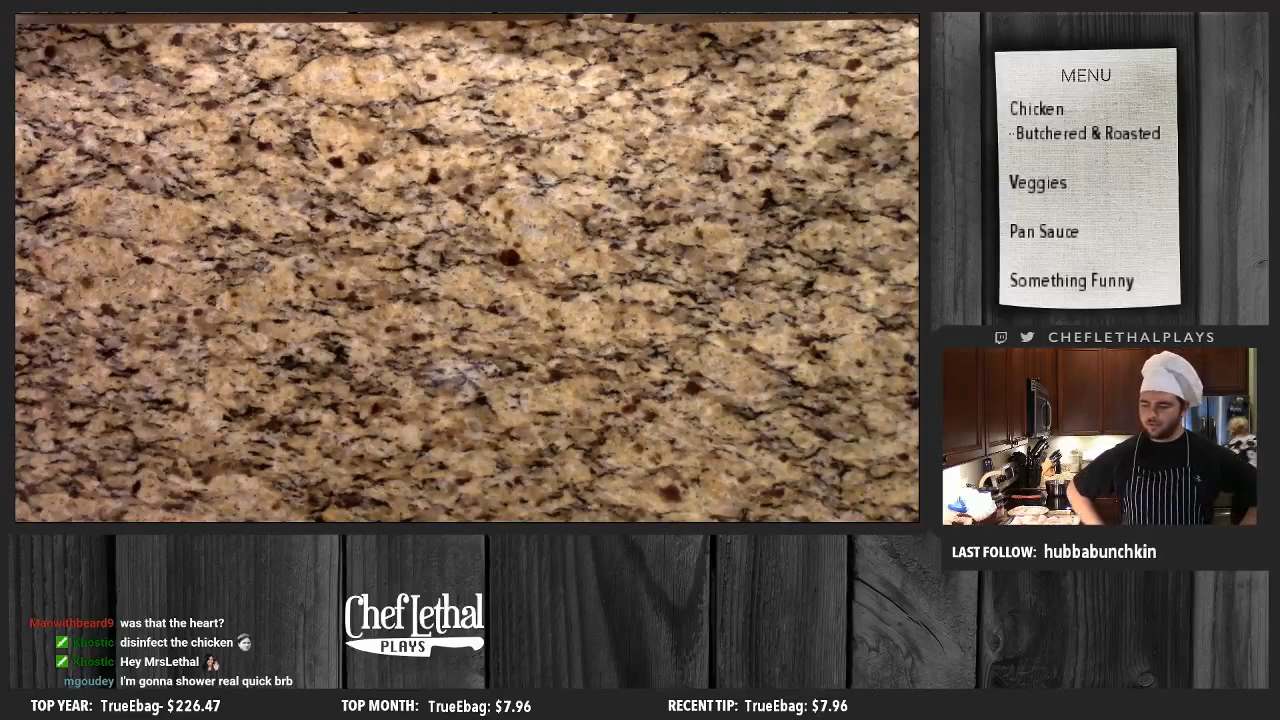 MENU
Chicken
-Butchered & Roasted
Veggies
Pan Sauce
Something Funny
CHEFLETHALPLAYS
LAST FOLLOW: hubbabunchkin
Chef Lethal
PLAYS
Manwithbeard9 was that the heart?
Khostic disinfect the chicken
Khostic Hey MrsLethal
mgoudey I'm gonna shower real quick brb
TOP YEAR: TrueEbag- $226.47
TOP MONTH: TrueEbag: $7.96
RECENT TIP: TrueEbag: $7.96